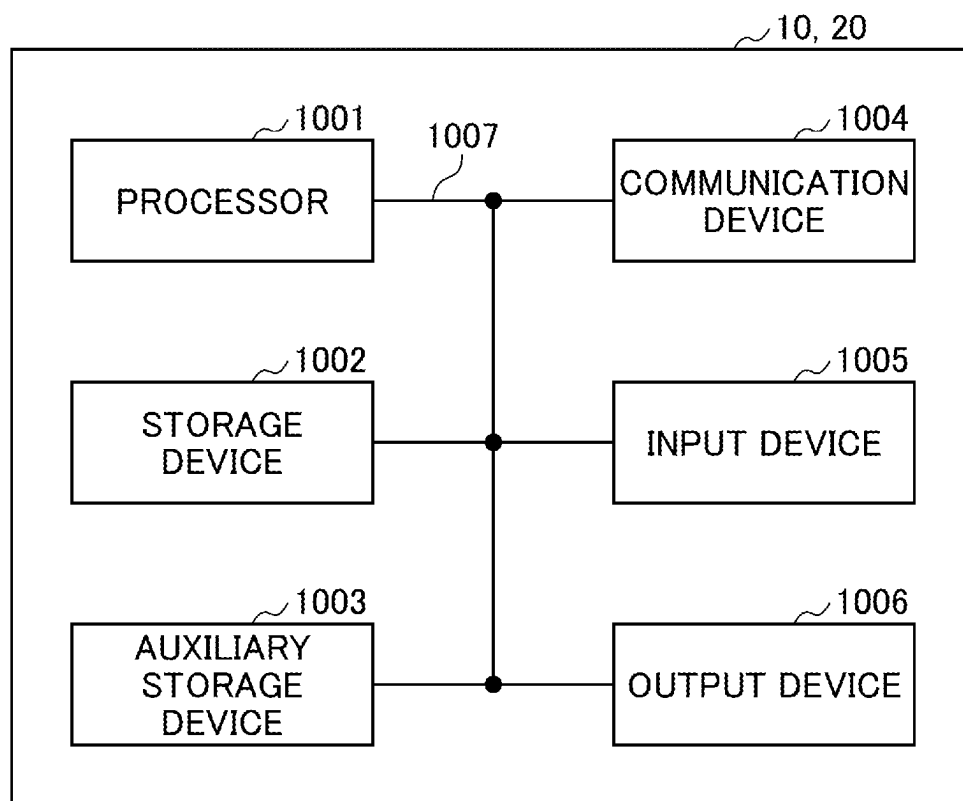 10, 20
1001
PROCESSOR
1007
1004
COMMUNICATION
DEVICE
1002
STORAGE
DEVICE
1005
INPUT DEVICE
1003
AUXILIARY
STORAGE
DEVICE
1006
OUTPUT DEVICE